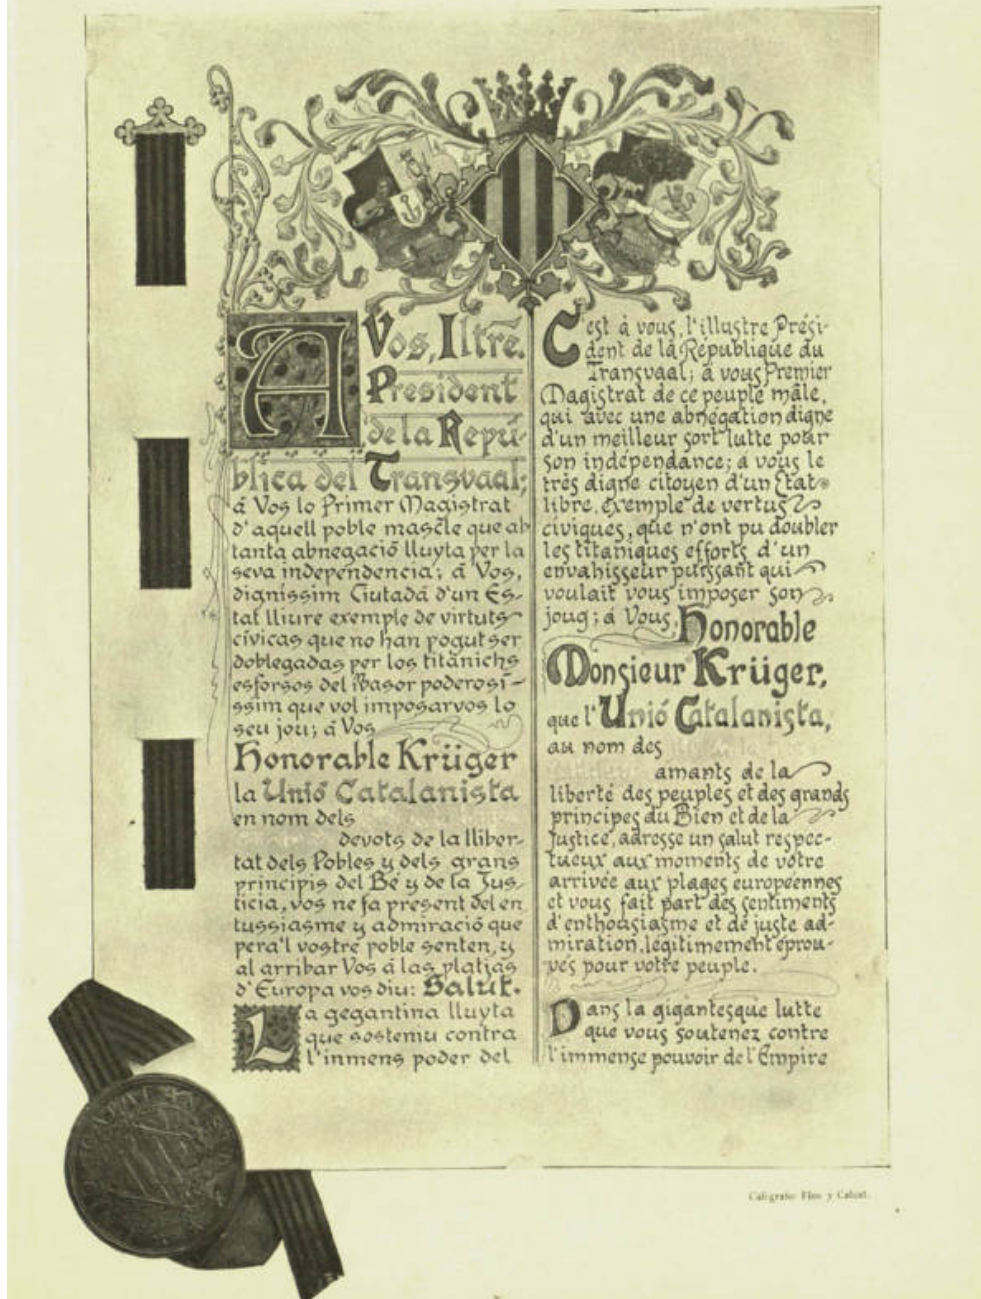 A Vos, Iltre.
President
de la Repú-
blica del Transvaal;
á Vos lo Primer Magistrat
d'aquell poble mascle que ab
tanta abnegació lluyta per la
seva independencia; á Vos,
digníssim Ciutadá d'un Es-
tat lliure exemple de virtuts
cívicas que no han pogut ser
doblegadas per los titánichs
esforsos del poderosí-
ssim que vol imposarvos lo
seu jou; á Vos
Honorable Krüger
la Unió Catalanista
en nom dels
devots de la lliber-
tat dels Pobles y dels grans
principis del Bé y de la Jus-
ticia, vos ne fa present del en
tussiasme y admiració que
pera'l vostre poble senten, y
al arribar Vos á las platjas
d'Europa vos diu: Salut.
La gegantina lluyta
que sosteniu contra
l'inmens poder del
C'est à vous, l'illustre Prési-
dent de la République du
Transvaal; á vous Premier
Magistrat de ce peuple mâle,
qui avec une abnégation digne
d'un meilleur sort lutte pour
son indépendance; á vous le
très digne citoyen d'un État
libre, exemple de vertus
civiques, que n'ont pu doubler
les titaniques efforts d'un
envahisseur puissant qui
voulait vous imposer son
joug; á Vous, Honorable
Monsieur Krüger,
que l'Unió Catalanista,
au nom des
amants de la
liberté des peuples et des grands
principes du Bien et de la
Justice, adresse un salut respec-
tueux aux moments de vôtre
arrivée aux plages européennes
et vous fait part des sentiments
d'enthousiasme et de juste ad-
miration, légitimement éprou-
vés pour votre peuple.
Dans la gigantesque lutte
que vous soutenez contre
l'immense pouvoir de l'Empire
y